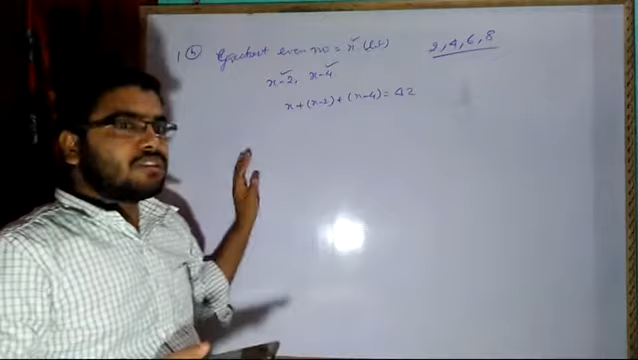 1 (b) Greatest even no = x (let) 2, 4, 6, 8
x-2, x-4
x+(x-2)+(x-4)=42